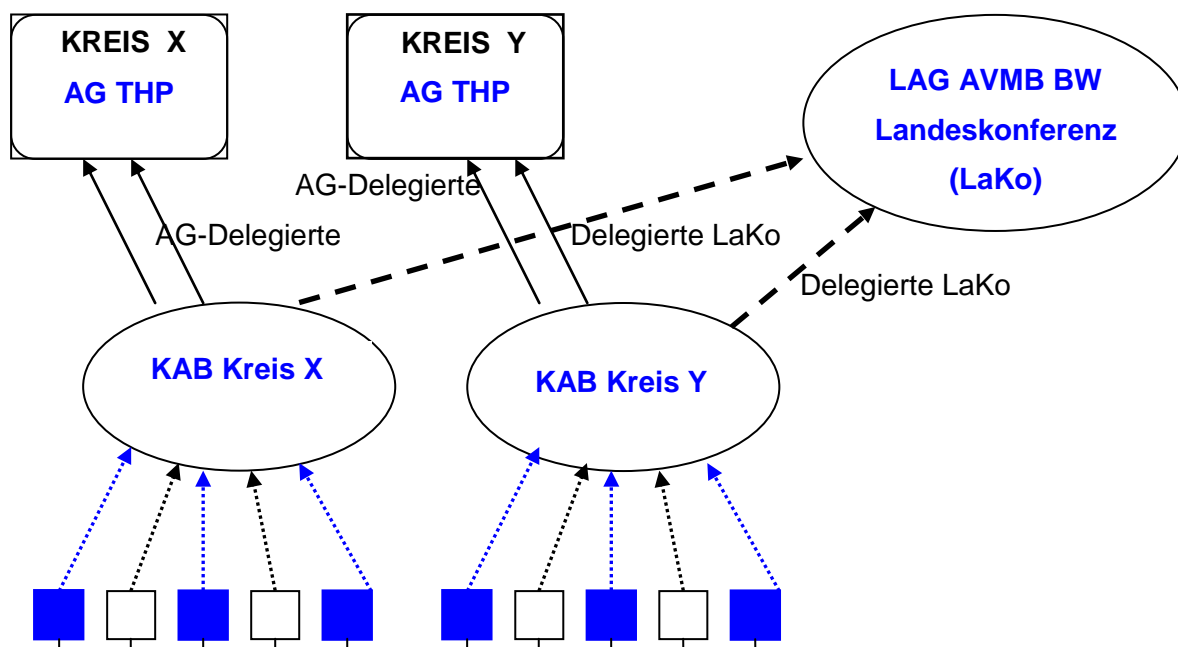 KREIS X
AG THP
KREIS Y
AG THP
LAG AVMB BW
Landeskonferenz
(LaKo)
AG-Delegierte
AG-Delegierte
Delegierte LaKo
Delegierte LaKo
KAB Kreis X
KAB Kreis Y